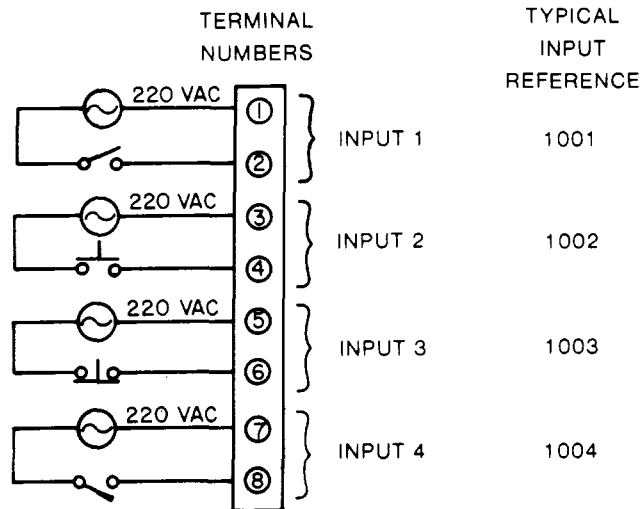 TERMINAL NUMBERS
TYPICAL INPUT REFERENCE
220 VAC
1
2
INPUT 1
1001
220 VAC
3
4
INPUT 2
1002
220 VAC
5
6
INPUT 3
1003
220 VAC
7
8
INPUT 4
1004